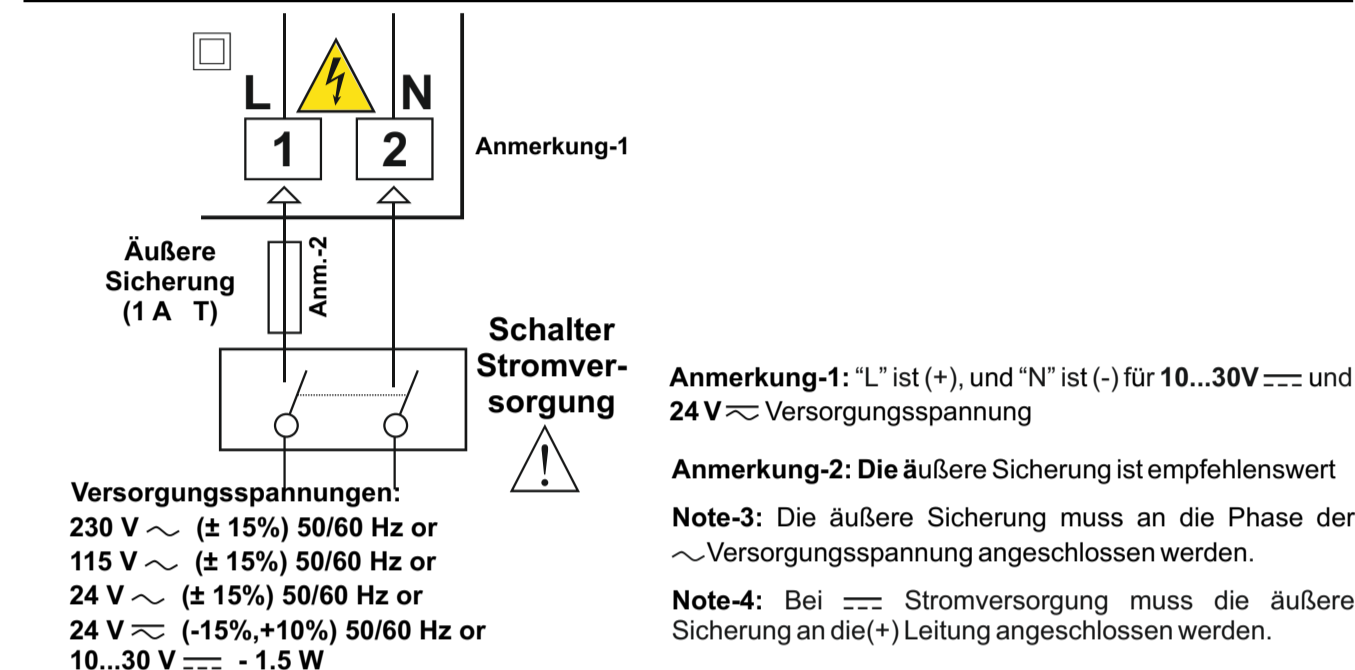 L N
1 2
Anmerkung-1
Äußere
Sicherung
(1 A T)
Anm.-2
Schalter
Stromver-
sorgung
!
Versorgungsspannungen:
230 V ～ (± 15%) 50/60 Hz or
115 V ～ (± 15%) 50/60 Hz or
24 V ～ (± 15%) 50/60 Hz or
24 V ⏦ (-15%,+10%) 50/60 Hz or
10...30 V ⎓ - 1.5 W
Anmerkung-1: “L” ist (+), und “N” ist (-) für 10...30V ⎓ und
24 V ⏦ Versorgungsspannung
Anmerkung-2: Die äußere Sicherung ist empfehlenswert
Note-3: Die äußere Sicherung muss an die Phase der
～Versorgungsspannung angeschlossen werden.
Note-4: Bei ⎓ Stromversorgung muss die äußere
Sicherung an die(+) Leitung angeschlossen werden.